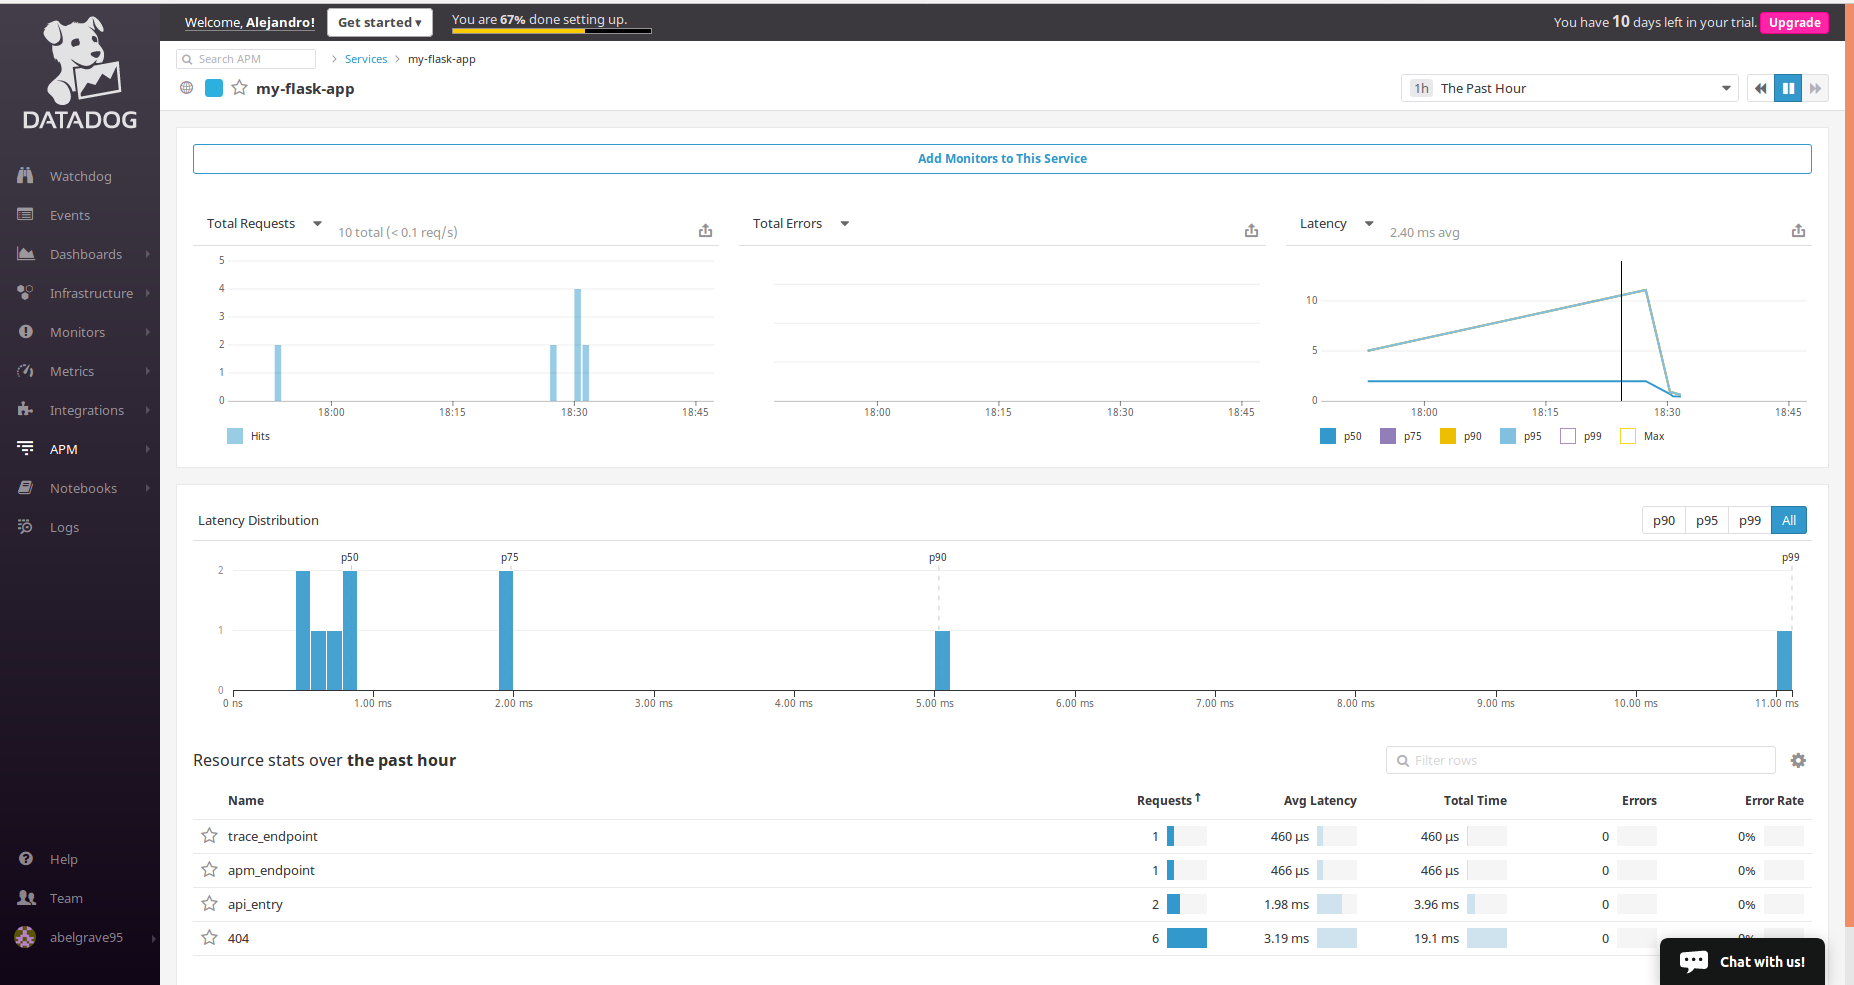 Welcome, Alejandro!
Get started ▾
You are 67% done setting up.
You have 10 days left in your trial.
Upgrade
DATADOG
Watchdog
Events
Dashboards
Infrastructure
Monitors
Metrics
Integrations
APM
Notebooks
Logs
Help
Team
abelgrave95
Search APM
> Services > my-flask-app
my-flask-app
1h The Past Hour
Add Monitors to This Service
Total Requests
10 total (< 0.1 req/s)
5
4
3
2
1
0
18:00 18:15 18:30 18:45
Hits
Total Errors
18:00 18:15 18:30 18:45
Latency
2.40 ms avg
10
5
0
18:00 18:15 18:30 18:45
p50 p75 p90 p95 p99 Max
Latency Distribution
p90 p95 p99 All
p50 p75 p90 p99
2
1
0
0 ns 1.00 ms 2.00 ms 3.00 ms 4.00 ms 5.00 ms 6.00 ms 7.00 ms 8.00 ms 9.00 ms 10.00 ms 11.00 ms
Resource stats over the past hour
Filter rows
Name Requests ↑ Avg Latency Total Time Errors Error Rate
trace_endpoint 1 460 µs 460 µs 0 0%
apm_endpoint 1 466 µs 466 µs 0 0%
api_entry 2 1.98 ms 3.96 ms 0 0%
404 6 3.19 ms 19.1 ms 0
Chat with us!